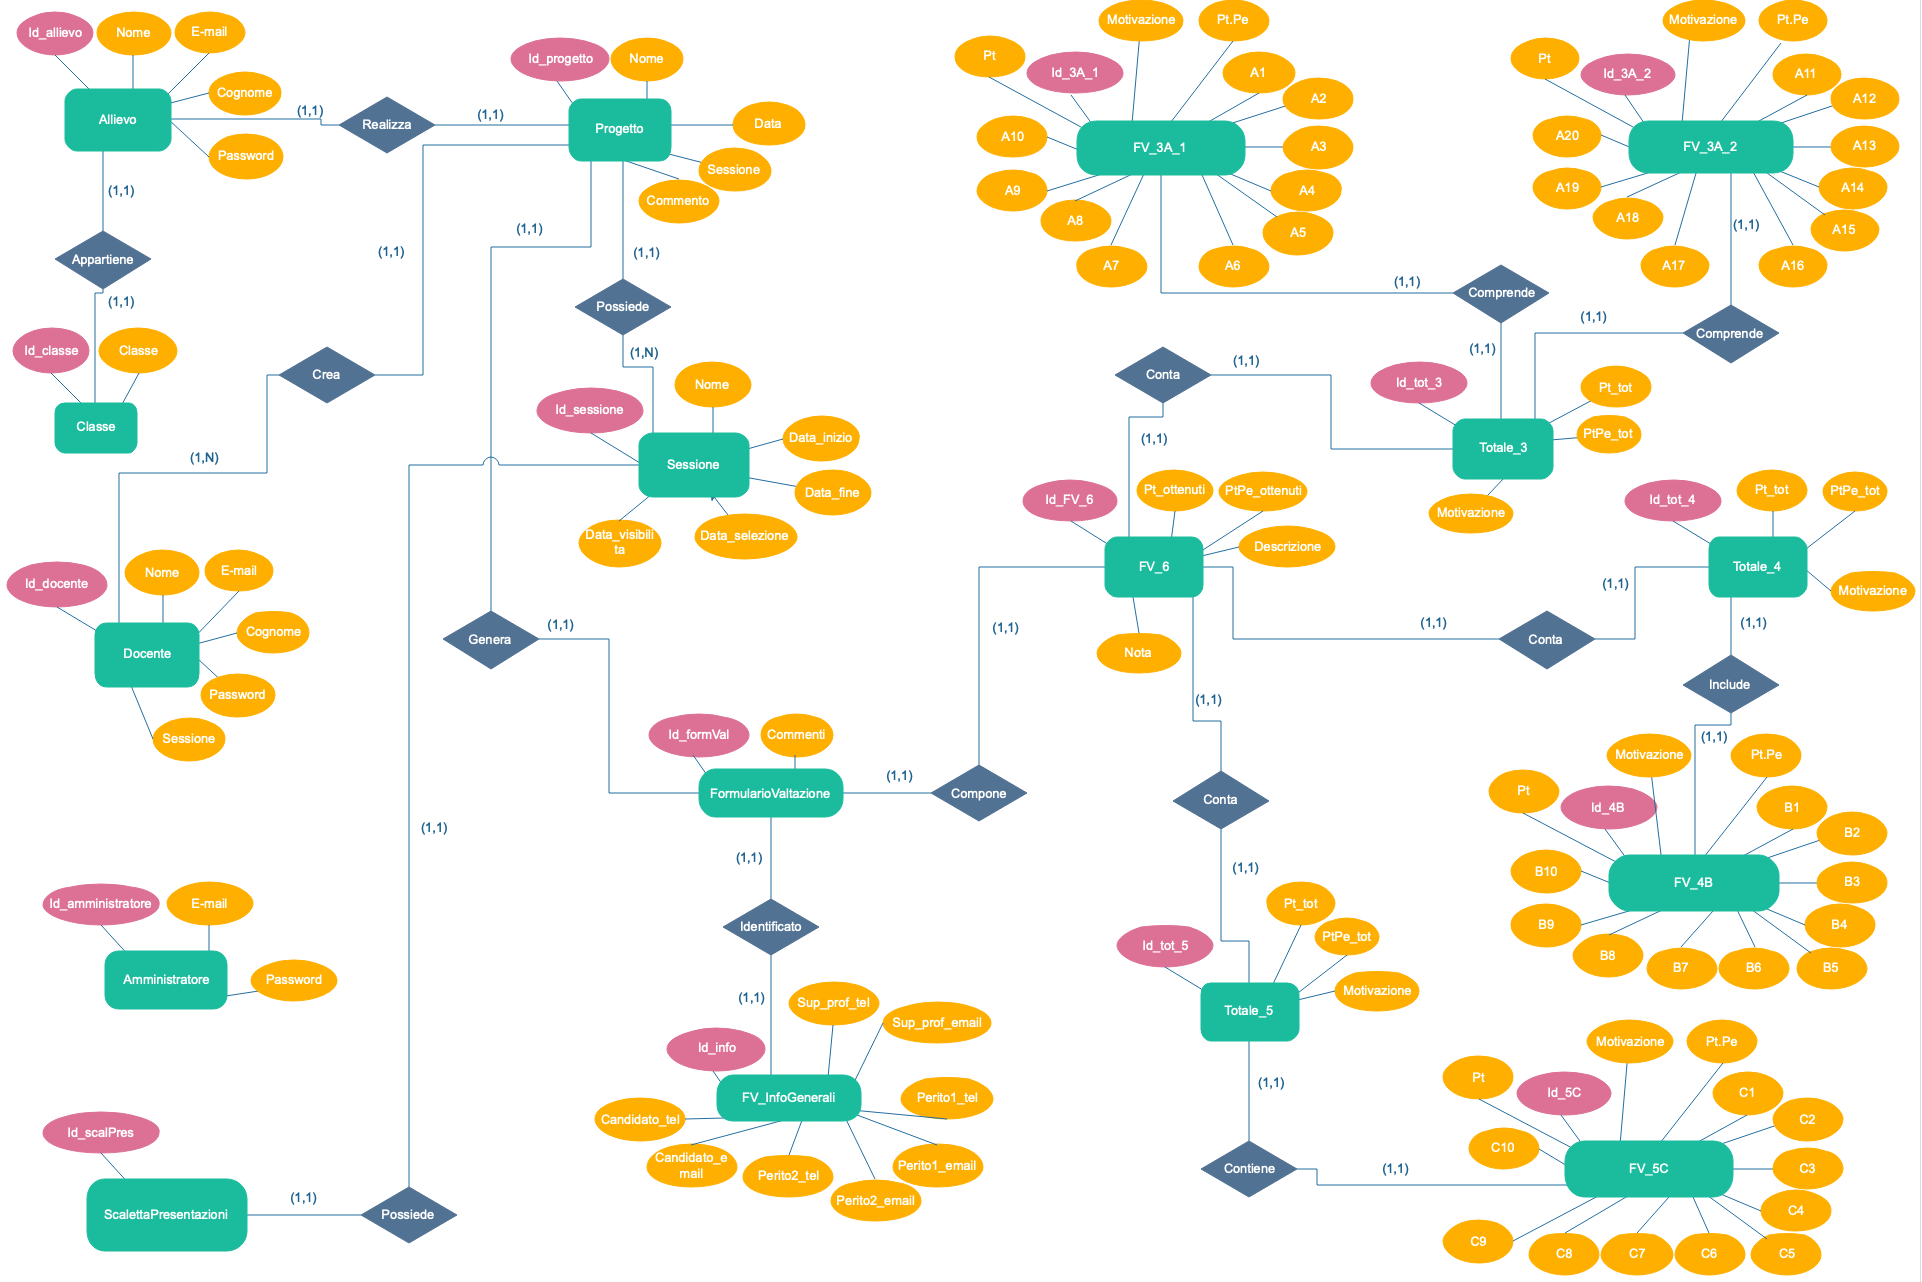 Id_allievo
Nome
E-mail
Cognome
Password
Allievo
(1,1)
Realizza
(1,1)
Id_progetto
Nome
Progetto
Data
Sessione
Commento
(1,1)
Appartiene
(1,1)
Id_classe
Classe
Classe
(1,1)
Crea
(1,N)
(1,1)
(1,1)
Possiede
(1,N)
Id_sessione
Nome
Data_inizio
Sessione
Data_fine
Data_visibili
ta
Data_selezione
Id_docente
Nome
E-mail
Cognome
Docente
Password
Sessione
Genera
(1,1)
Id_formVal
Commenti
FormularioValtazione
(1,1)
Compone
(1,1)
(1,1)
Identificato
(1,1)
Id_info
Sup_prof_tel
Sup_prof_email
FV_InfoGenerali
Perito1_tel
Candidato_tel
Candidato_e
mail
Perito2_tel
Perito2_email
Perito1_email
Id_amministratore
E-mail
Amministratore
Password
Id_scalPres
ScalettaPresentazioni
(1,1)
Possiede
(1,1)
Pt
Id_3A_1
Motivazione
Pt.Pe
A1
A2
A3
A4
A5
A6
A7
A8
A9
A10
FV_3A_1
(1,1)
Comprende
(1,1)
Pt
Id_3A_2
Motivazione
Pt.Pe
A11
A12
A13
A14
A15
A16
A17
A18
A19
A20
FV_3A_2
(1,1)
Comprende
(1,1)
Id_tot_3
Pt_tot
PtPe_tot
Totale_3
Motivazione
Conta
(1,1)
(1,1)
Id_FV_6
Pt_ottenuti
PtPe_ottenuti
Descrizione
FV_6
Nota
(1,1)
Conta
(1,1)
Id_tot_4
Pt_tot
PtPe_tot
Totale_4
Motivazione
(1,1)
Include
(1,1)
Pt
Id_4B
Motivazione
Pt.Pe
B1
B2
B3
B4
B5
B6
B7
B8
B9
B10
FV_4B
(1,1)
Conta
(1,1)
Id_tot_5
Pt_tot
PtPe_tot
Motivazione
Totale_5
(1,1)
Contiene
(1,1)
Pt
Id_5C
Motivazione
Pt.Pe
C1
C2
C3
C4
C5
C6
C7
C8
C9
C10
FV_5C